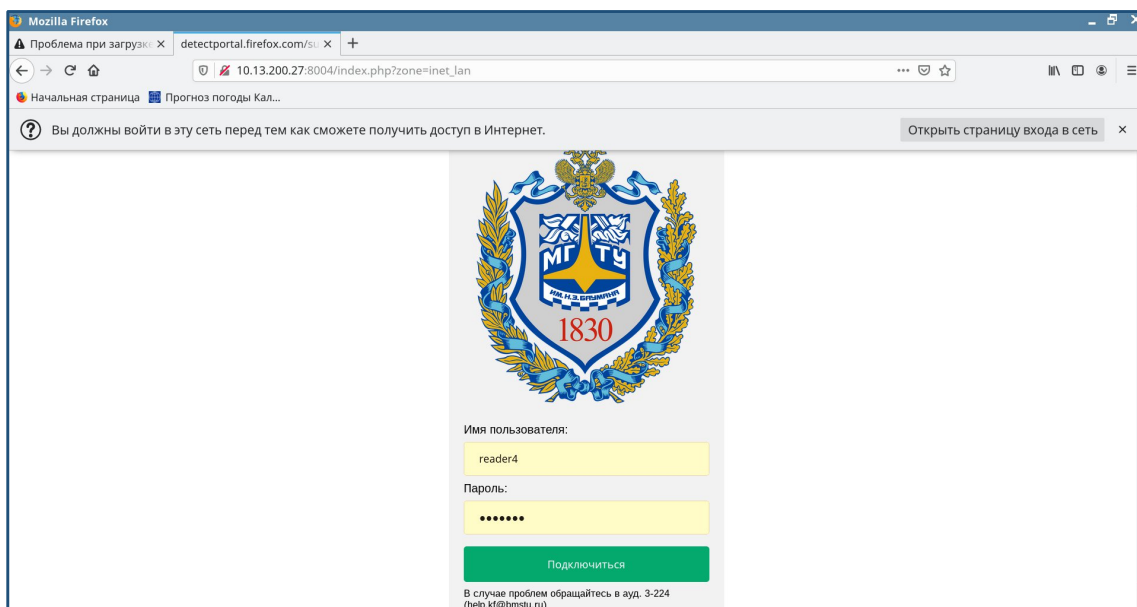 Mozilla Firefox
Проблема при загрузке
detectportal.firefox.com/su
10.13.200.27:8004/index.php?zone=inet_lan
Начальная страница Прогноз погоды Кал...
Вы должны войти в эту сеть перед тем как сможете получить доступ в Интернет.
Открыть страницу входа в сеть
МГТУ
ИМ. Н.Э. БАУМАНА
1830
Имя пользователя:
reader4
Пароль:
•••••••
Подключиться
В случае проблем обращайтесь в ауд. 3-224
(help.kf@bmstu.ru)